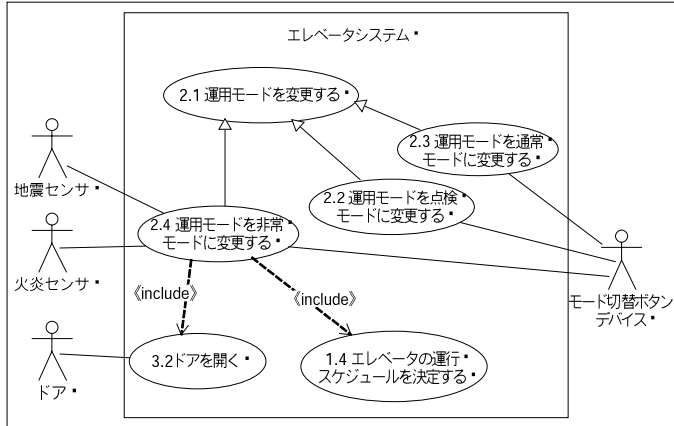 エレベータシステム
2.1 運用モードを変更する
2.3 運用モードを通常
モードに変更する
地震センサ
2.2 運用モードを点検
モードに変更する
2.4 運用モードを非常
モードに変更する
火炎センサ
《include》
《include》
モード切替ボタン
デバイス
3.2ドアを開く
1.4 エレベータの運行
スケジュールを決定する
ドア